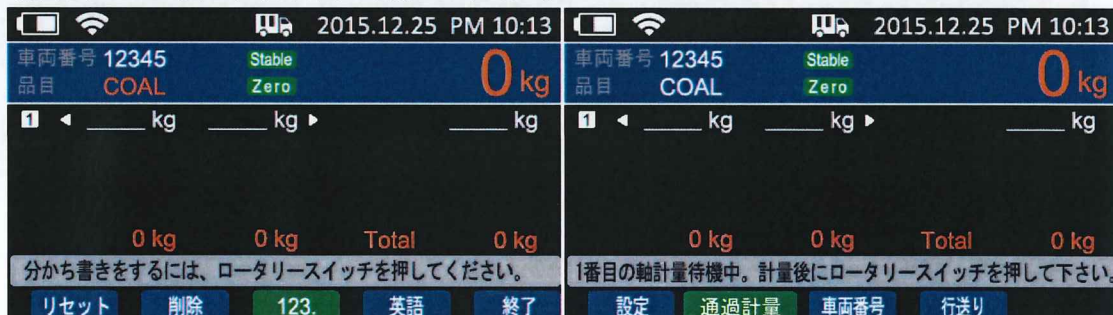 2015.12.25 PM 10:13
車両番号 12345 Stable 0 kg
品目 COAL Zero
1 ◀ _____ kg _____ kg ▶ _____ kg
0 kg 0 kg Total 0 kg
分かち書きをするには、ロータリースイッチを押してください。
リセット 削除 123. 英語 終了
2015.12.25 PM 10:13
車両番号 12345 Stable 0 kg
品目 COAL Zero
1 ◀ _____ kg _____ kg ▶ _____ kg
0 kg 0 kg Total 0 kg
1番目の軸計量待機中。計量後にロータリースイッチを押して下さい。
設定 通過計量 車両番号 行送り